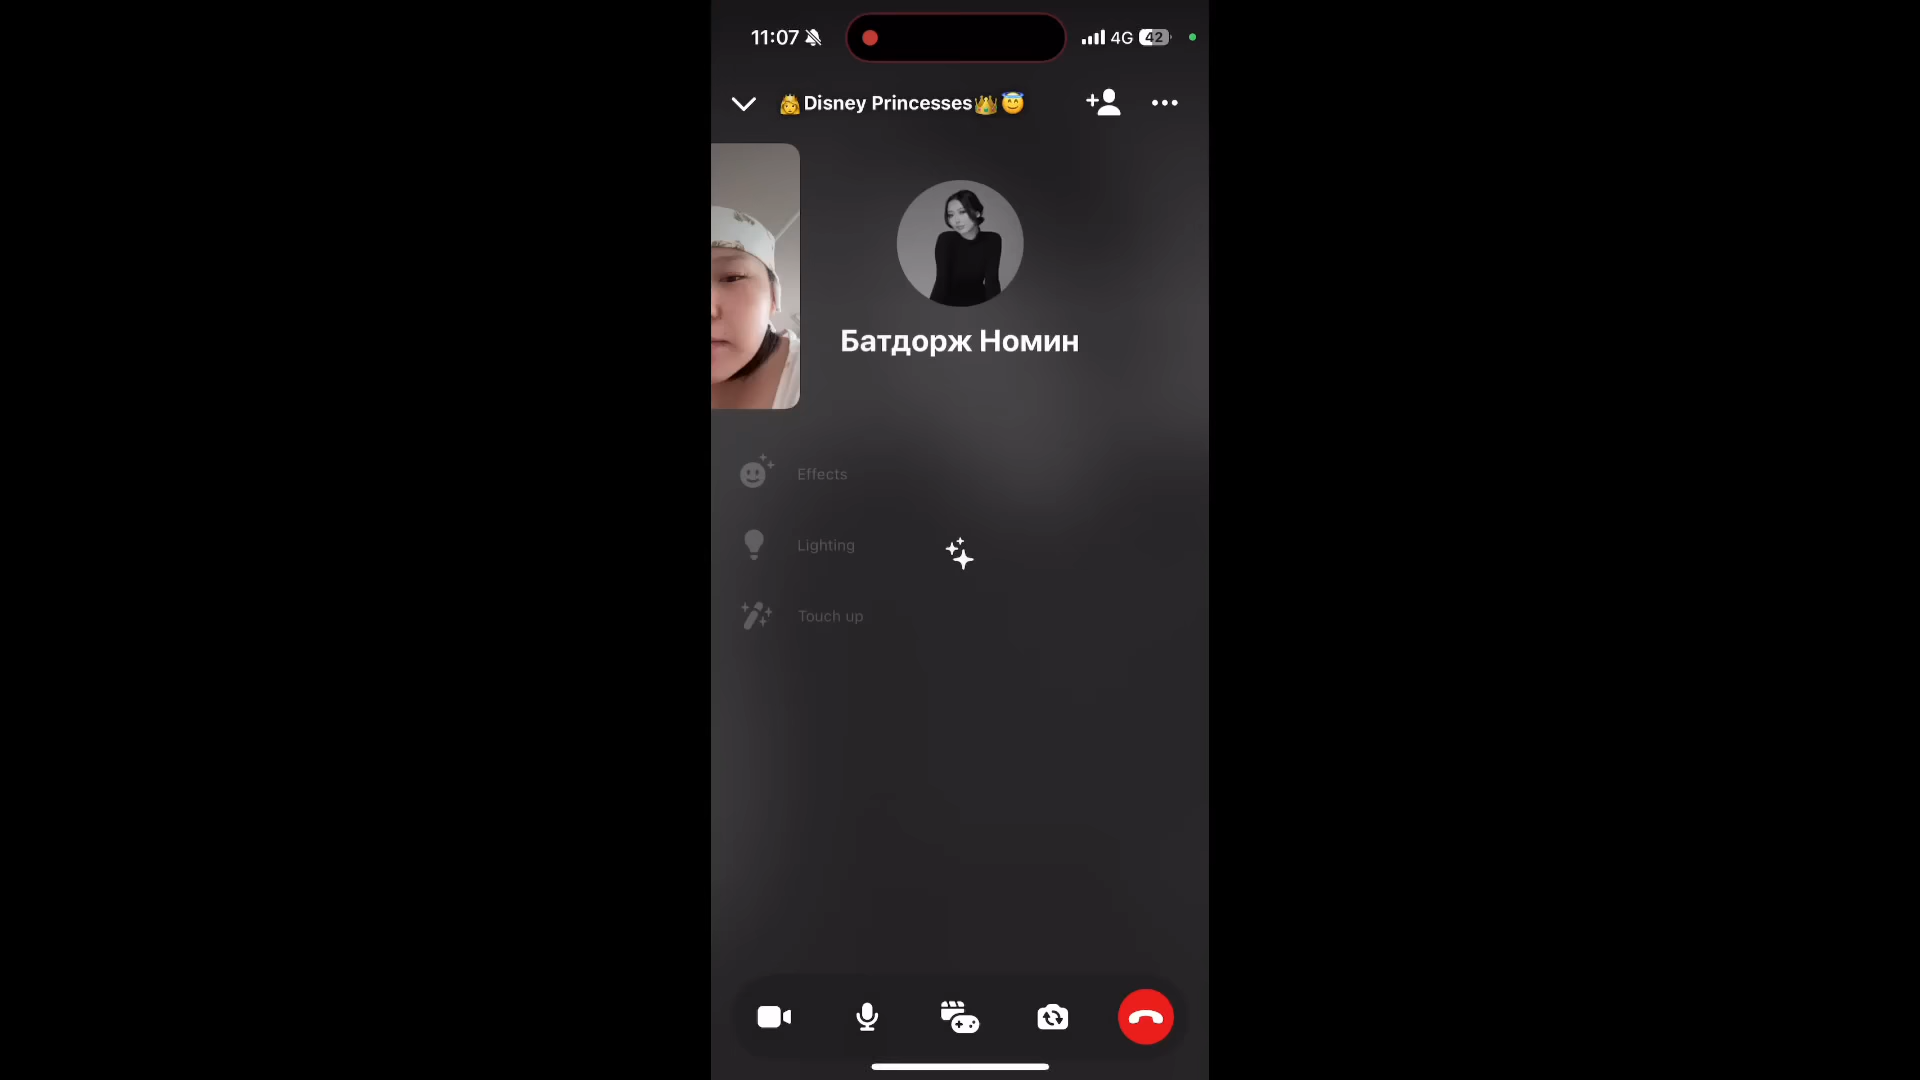 11:07 4G 42
👸Disney Princesses👑😇
Батдорж Номин
Effects
Lighting
Touch up